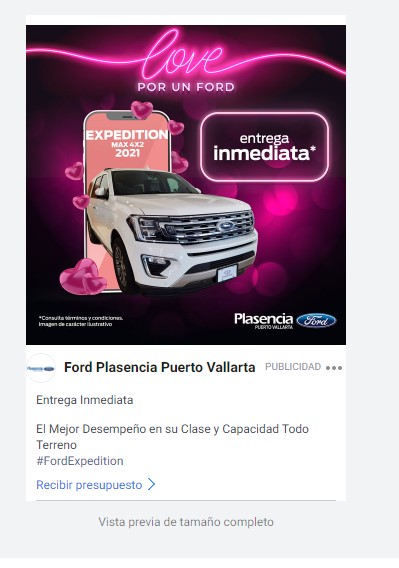 love
POR UN FORD
EXPEDITION
MAX 4X2
2021
entrega
inmediata*
*Consulta términos y condiciones.
Imagen de carácter ilustrativo
Plasencia
PUERTO VALLARTA
Ford
Ford Plasencia Puerto Vallarta PUBLICIDAD
Entrega Inmediata
El Mejor Desempeño en su Clase y Capacidad Todo
Terreno
#FordExpedition
Recibir presupuesto
Vista previa de tamaño completo